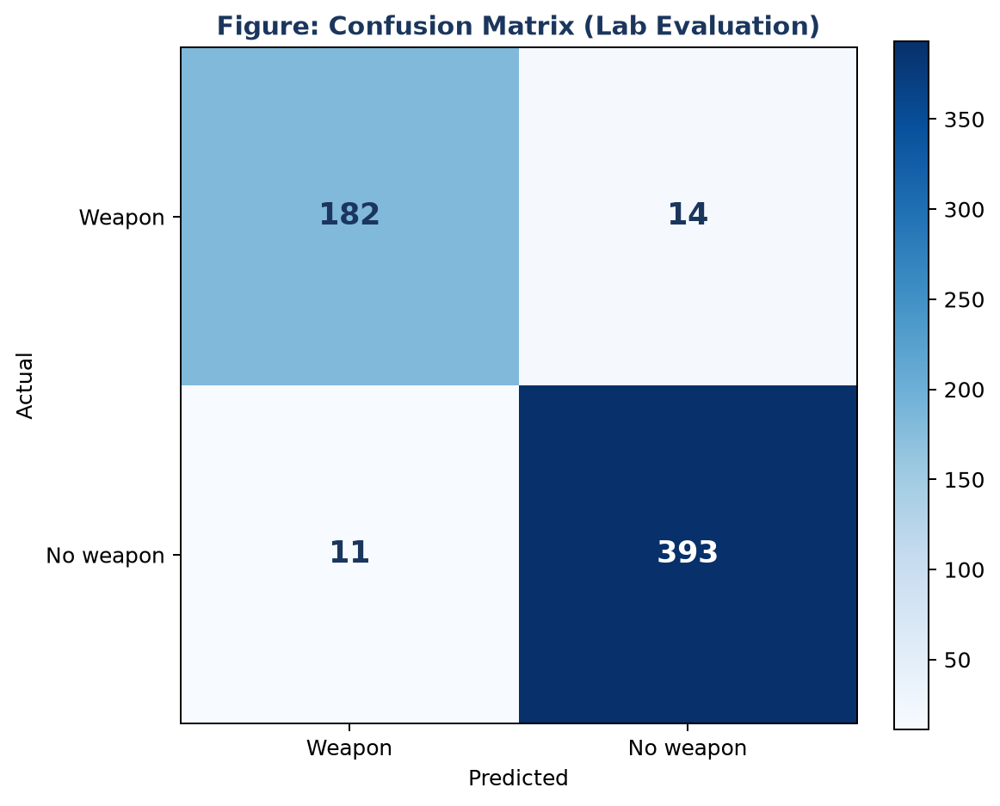 Figure: Confusion Matrix (Lab Evaluation)
350
300
250
200
150
100
50
Actual
Weapon
182
14
No weapon
11
393
Weapon
No weapon
Predicted